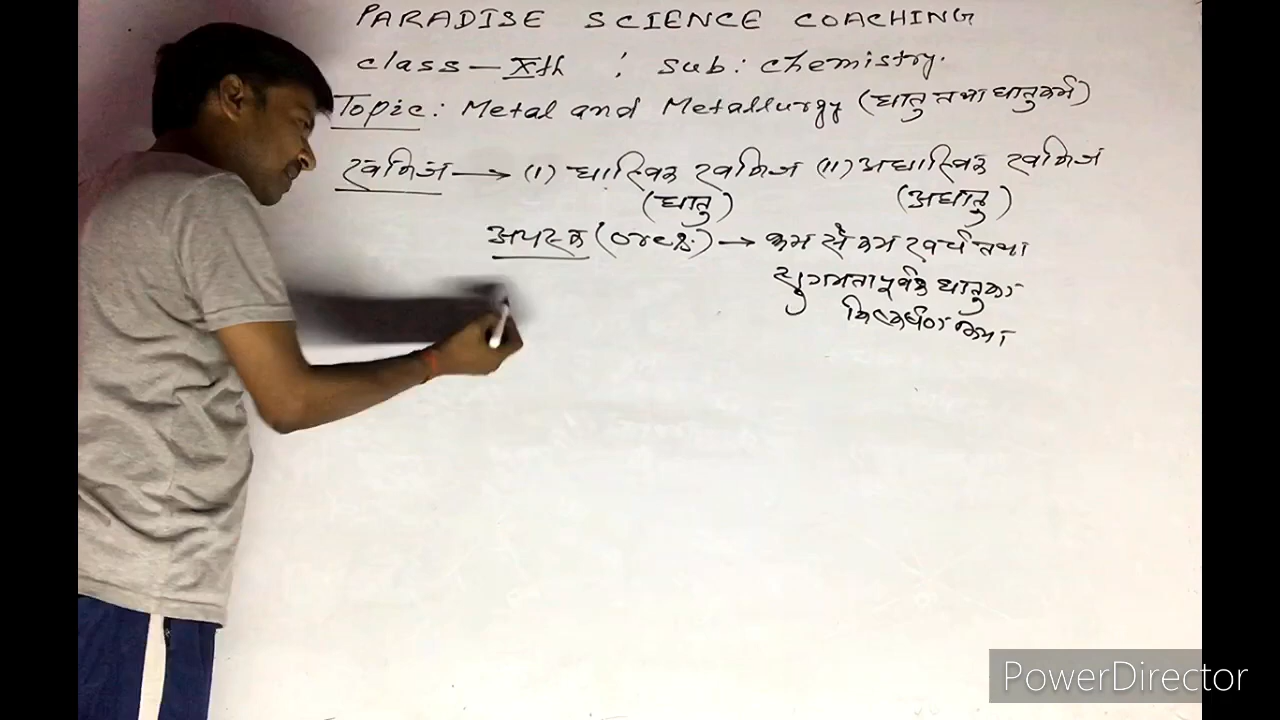 PARADISE SCIENCE COACHING
class - Xth : sub: chemistry.
Topic: Metal and Metallurgy (धातु तथा धातुकर्म)
खनिज → (I) धात्विक खनिज (II) अधात्विक खनिज
(धातु) (अधातु)
अयस्क (ores) → कम से कम खर्च तथा
सुगमतापूर्वक धातु का
निष्कर्षण किया
PowerDirector